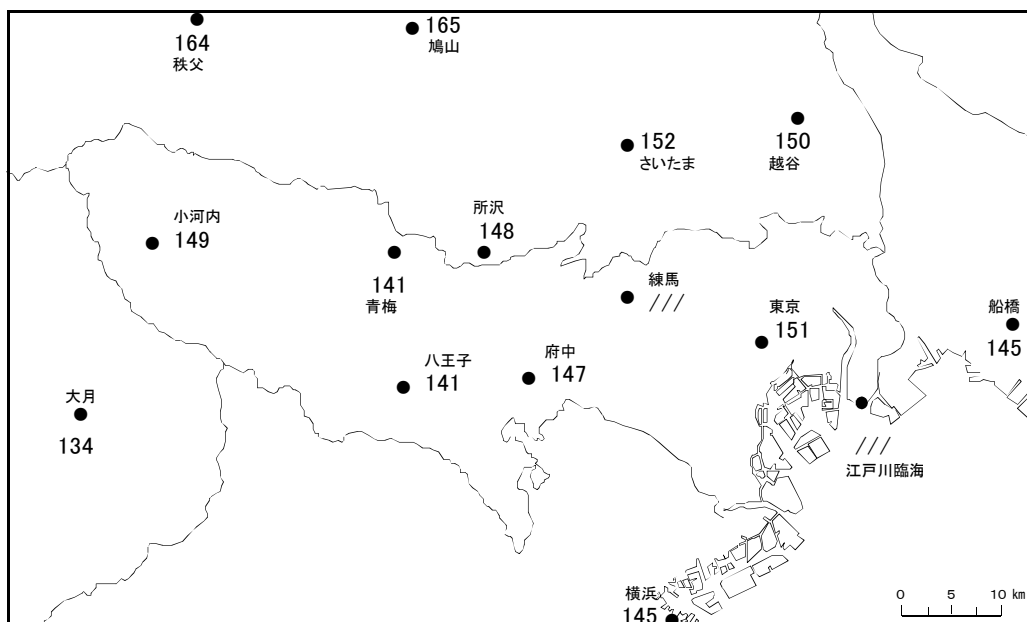 164
秩父
165
鳩山
152
さいたま
150
越谷
小河内
149
所沢
148
141
青梅
練馬
///
東京
151
船橋
145
八王子
141
府中
147
大月
134
///
江戸川臨海
横浜
145
0 5 10 km